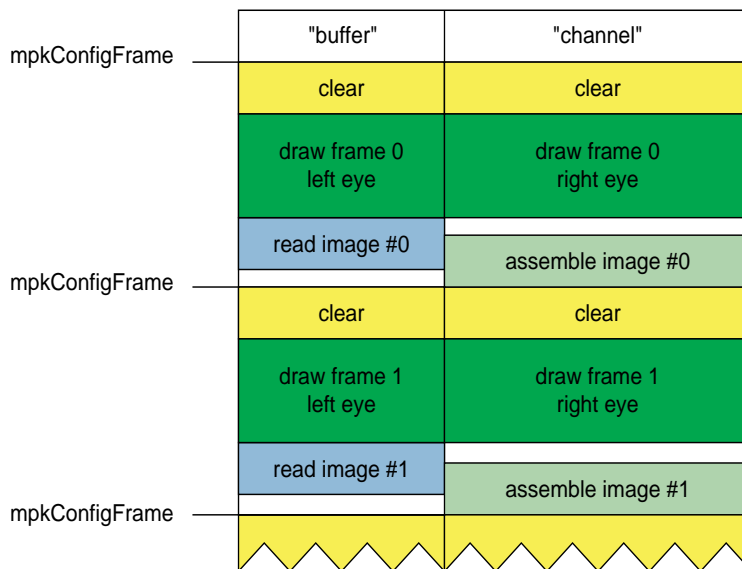 "buffer"
"channel"
mpkConfigFrame
clear
clear
draw frame 0
left eye
draw frame 0
right eye
read image #0
assemble image #0
mpkConfigFrame
clear
clear
draw frame 1
left eye
draw frame 1
right eye
read image #1
assemble image #1
mpkConfigFrame